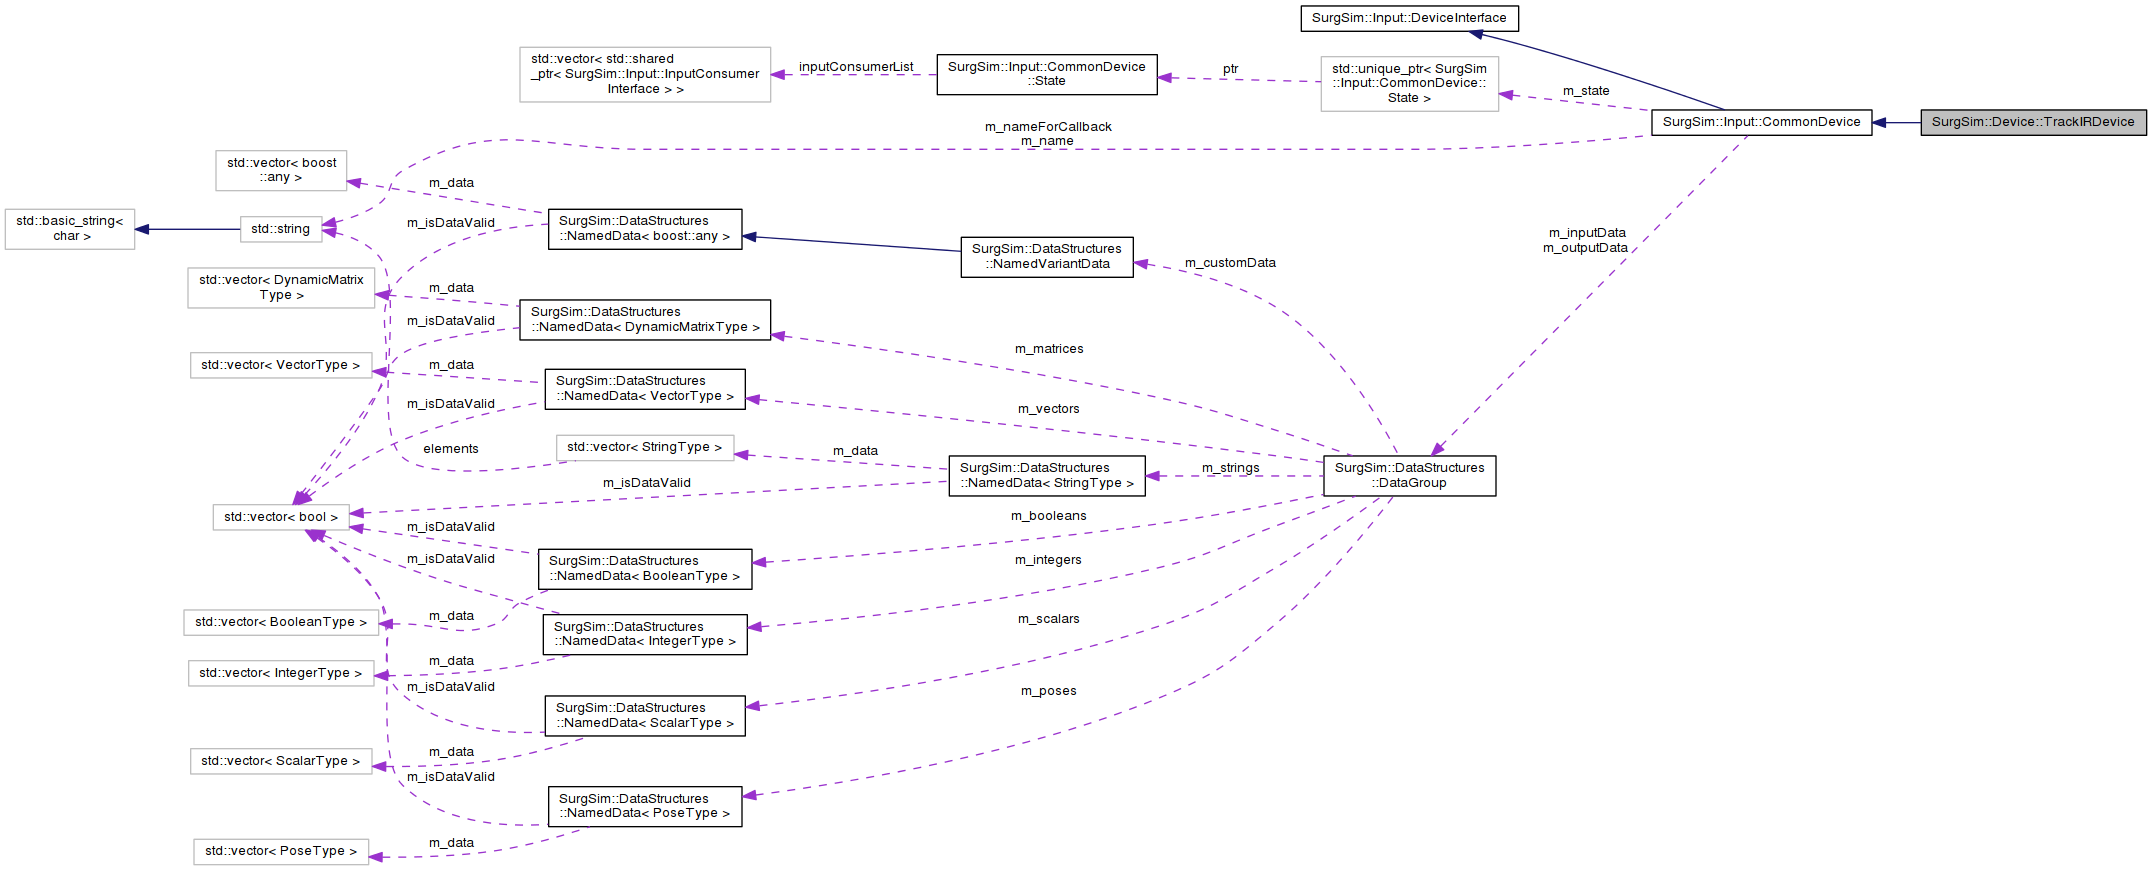 SurgSim::Input::DeviceInterface
std::vector< std::shared
_ptr< SurgSim::Input::InputConsumer
Interface > >
inputConsumerList
SurgSim::Input::CommonDevice
::State
ptr
std::unique_ptr< SurgSim
::Input::CommonDevice::
State >
m_state
SurgSim::Input::CommonDevice
SurgSim::Device::TrackIRDevice
m_nameForCallback
m_name
std::vector< boost
::any >
m_data
std::basic_string<
char >
std::string
m_isDataValid
SurgSim::DataStructures
::NamedData< boost::any >
SurgSim::DataStructures
::NamedVariantData
m_customData
m_inputData
m_outputData
std::vector< DynamicMatrix
Type >
m_data
m_isDataValid
SurgSim::DataStructures
::NamedData< DynamicMatrixType >
m_matrices
std::vector< VectorType >
m_data
m_isDataValid
SurgSim::DataStructures
::NamedData< VectorType >
m_vectors
elements
std::vector< StringType >
m_data
m_isDataValid
SurgSim::DataStructures
::NamedData< StringType >
m_strings
SurgSim::DataStructures
::DataGroup
std::vector< bool >
m_isDataValid
SurgSim::DataStructures
::NamedData< BooleanType >
m_booleans
m_isDataValid
m_integers
std::vector< BooleanType >
m_data
SurgSim::DataStructures
::NamedData< IntegerType >
m_scalars
std::vector< IntegerType >
m_data
m_isDataValid
SurgSim::DataStructures
::NamedData< ScalarType >
m_poses
std::vector< ScalarType >
m_data
m_isDataValid
SurgSim::DataStructures
::NamedData< PoseType >
std::vector< PoseType >
m_data